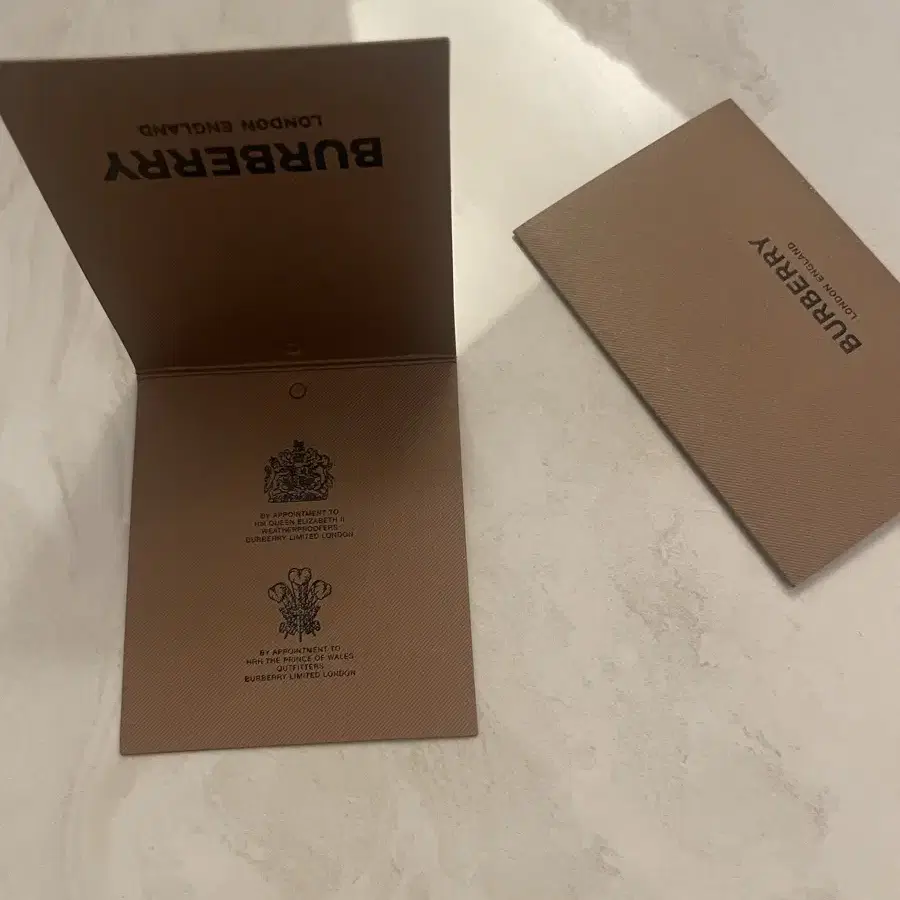 BURBERRY
LONDON ENGLAND
BY APPOINTMENT TO
HM QUEEN ELIZABETH II
WEATHERPROOFERS
BURBERRY LIMITED LONDON
BY APPOINTMENT TO
HRH THE PRINCE OF WALES
OUTFITTERS
BURBERRY LIMITED LONDON
BURBERRY
LONDON ENGLAND